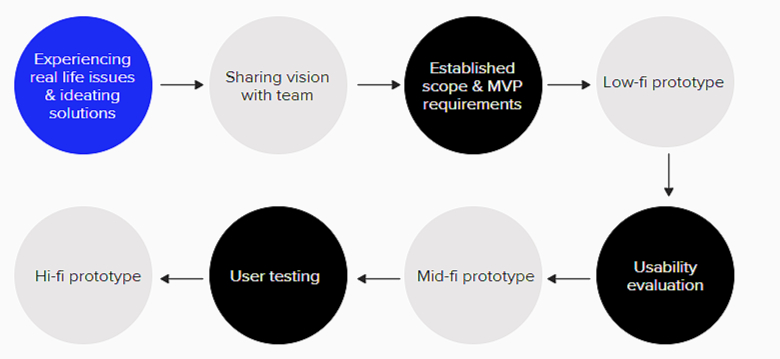 Experiencing
real life issues
& ideating
solutions
Sharing vision
with team
Established
scope & MVP
requirements
Low-fi prototype
Usability
evaluation
Mid-fi prototype
User testing
Hi-fi prototype